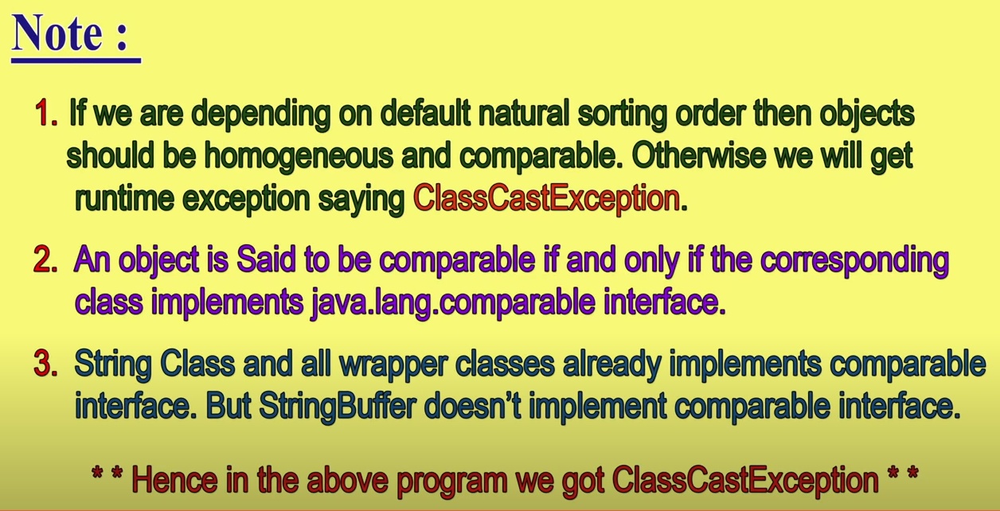 Note :
1. If we are depending on default natural sorting order then objects
should be homogeneous and comparable. Otherwise we will get
runtime exception saying ClassCastException.
2. An object is Said to be comparable if and only if the corresponding
class implements java.lang.comparable interface.
3. String Class and all wrapper classes already implements comparable
interface. But StringBuffer doesn’t implement comparable interface.
* * Hence in the above program we got ClassCastException * *